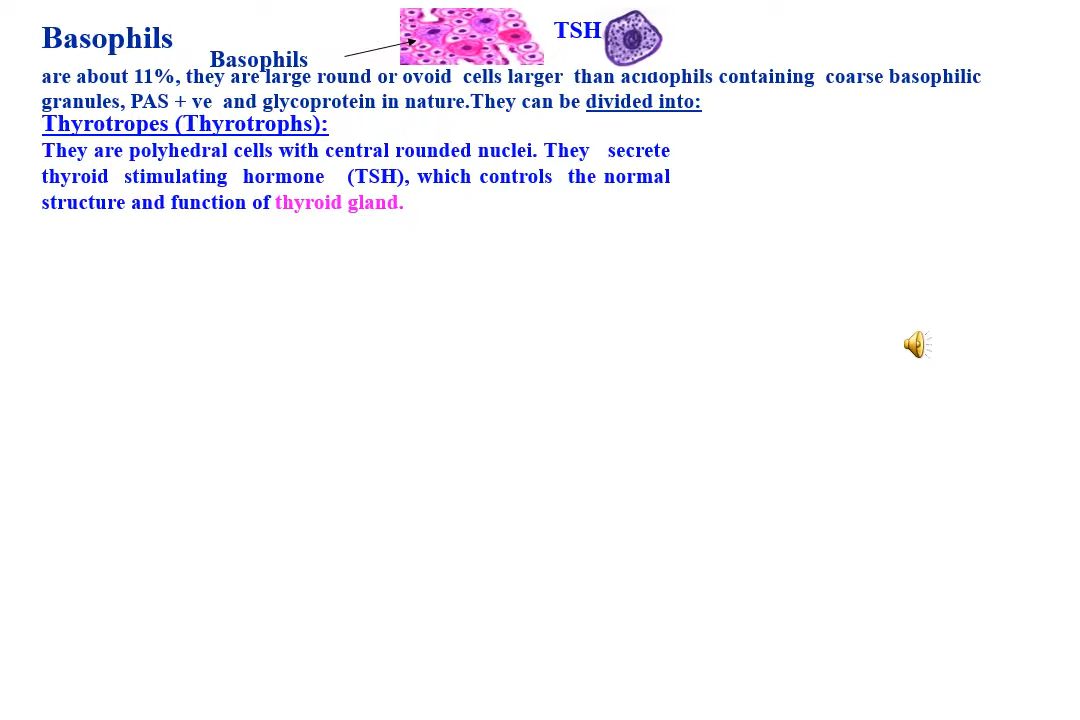 Basophils
Basophils
TSH
are about 11%, they are large round or ovoid cells larger than acidophils containing coarse basophilic
granules, PAS + ve and glycoprotein in nature.They can be divided into:
Thyrotropes (Thyrotrophs):
They are polyhedral cells with central rounded nuclei. They secrete
thyroid stimulating hormone (TSH), which controls the normal
structure and function of thyroid gland.